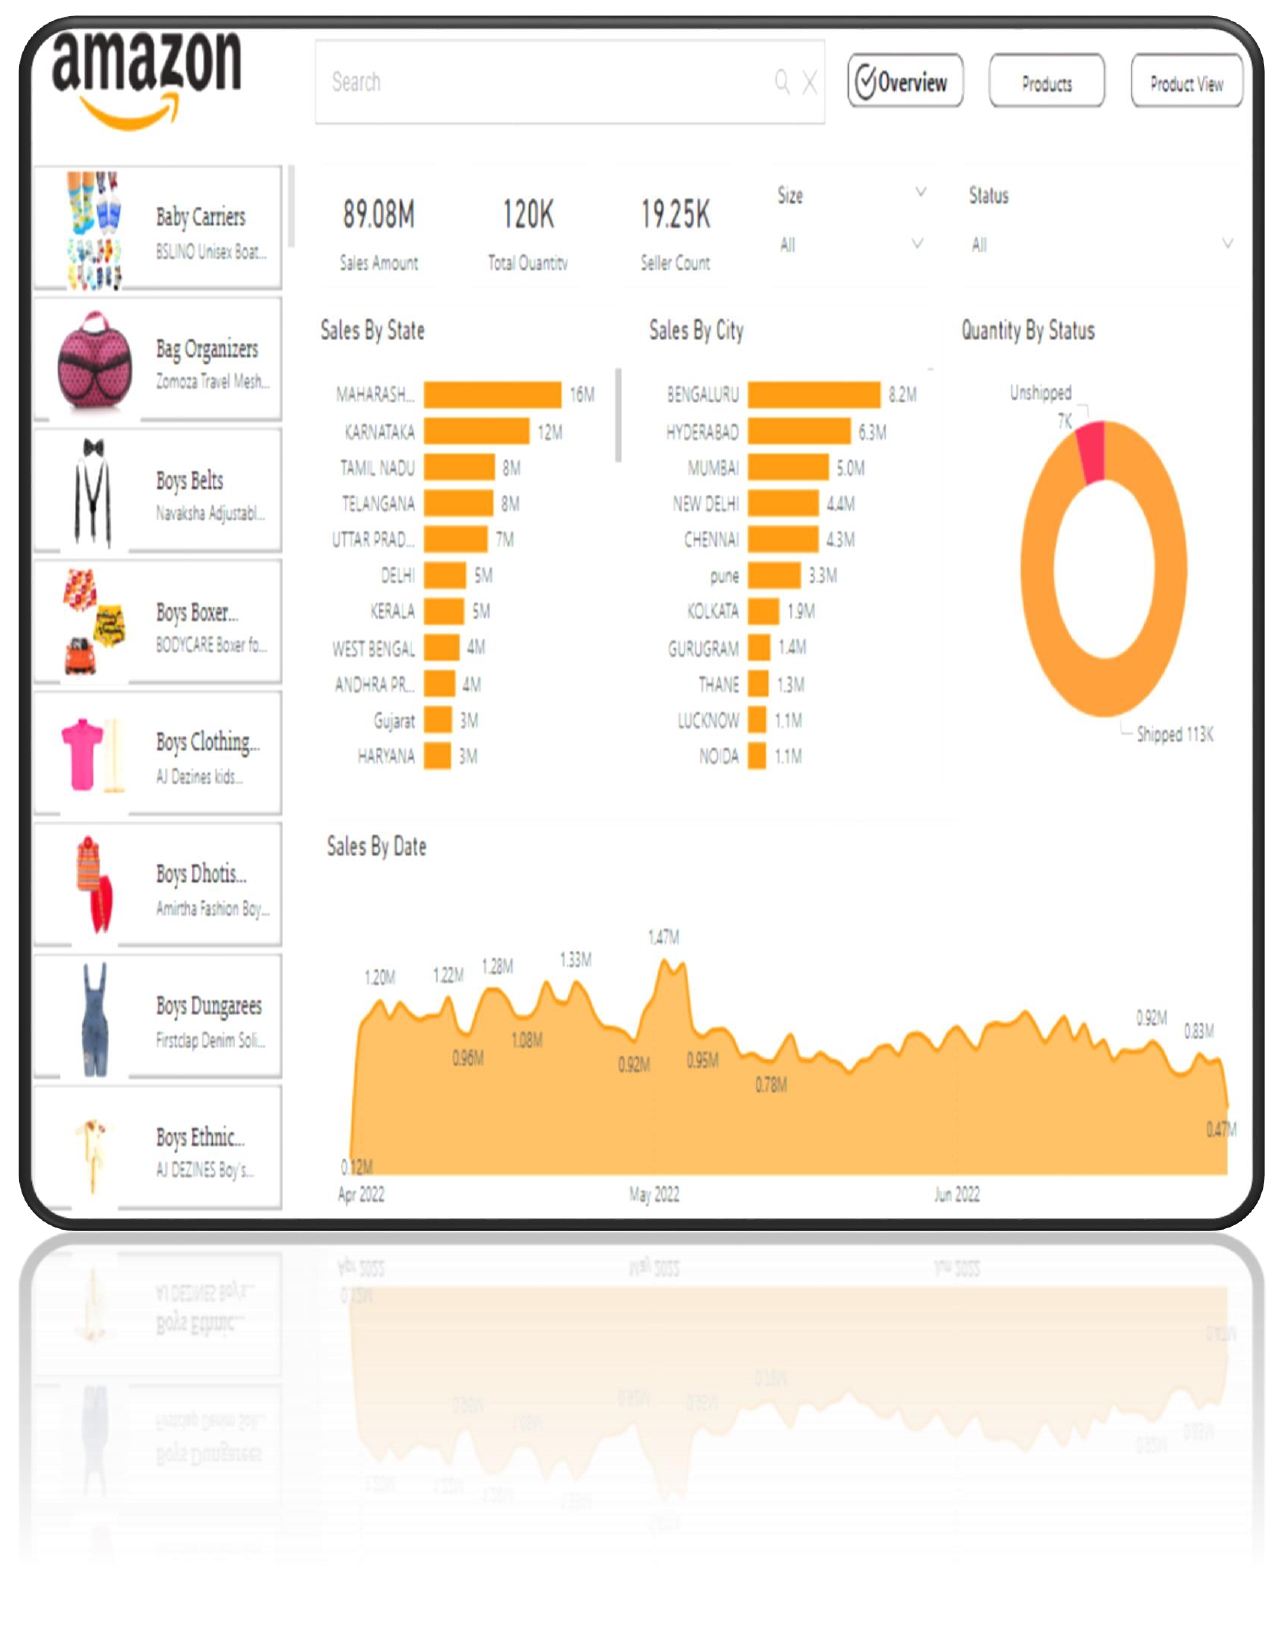 amazon
Search
Overview
Products
Product View
Baby Carriers
BSLINO Unisex Boat...
Bag Organizers
Zomoza Travel Mesh...
Boys Belts
Navaksha Adjustabl...
Boys Boxer...
BODYCARE Boxer fo...
Boys Clothing...
AJ Dezines kids...
Boys Dhotis...
Amirtha Fashion Boy...
Boys Dungarees
Firstclap Denim Soli...
Boys Ethnic...
AJ DEZINES Boy's...
89.08M
Sales Amount
120K
Total Quantity
19.25K
Seller Count
Size
All
Status
All
Sales By State
MAHARASH... 16M
KARNATAKA 12M
TAMIL NADU 8M
TELANGANA 8M
UTTAR PRAD... 7M
DELHI 5M
KERALA 5M
WEST BENGAL 4M
ANDHRA PR... 4M
Gujarat 3M
HARYANA 3M
Sales By City
BENGALURU 8.2M
HYDERABAD 6.3M
MUMBAI 5.0M
NEW DELHI 4.4M
CHENNAI 4.3M
pune 3.3M
KOLKATA 1.9M
GURUGRAM 1.4M
THANE 1.3M
LUCKNOW 1.1M
NOIDA 1.1M
Quantity By Status
Unshipped
7K
Shipped 113K
Sales By Date
0.12M
1.20M
1.22M
0.96M
1.28M
1.08M
1.33M
0.92M
1.47M
0.95M
0.78M
0.92M
0.83M
0.47M
Apr 2022
May 2022
Jun 2022